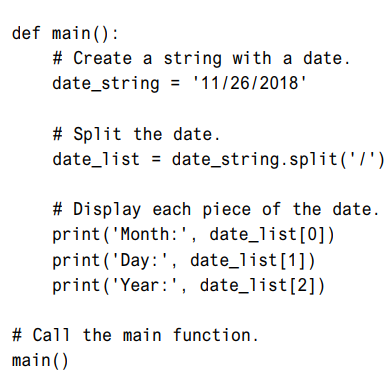 def main():
    # Create a string with a date.
    date_string = '11/26/2018'

    # Split the date.
    date_list = date_string.split('/')

    # Display each piece of the date.
    print('Month:', date_list[0])
    print('Day:', date_list[1])
    print('Year:', date_list[2])

# Call the main function.
main()